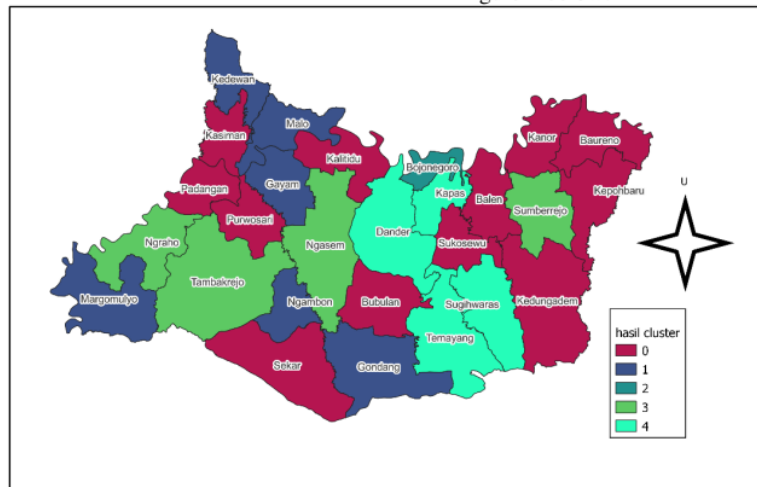 Kedewan
Malo
Kasiman
Kanor
Baureno
Kalitidu
Bojonegoro
Gayam
Kapas
Padangan
Balen
Kepohbaru
U
Sumberrejo
Purwosari
Dander
Ngraho
Ngasem
Sukosewu
Tambakrejo
Margomulyo
Ngambon
Bubulan
Sugihwaras
Kedungadem
Temayang
Sekar
Gondang
hasil cluster
0
1
2
3
4